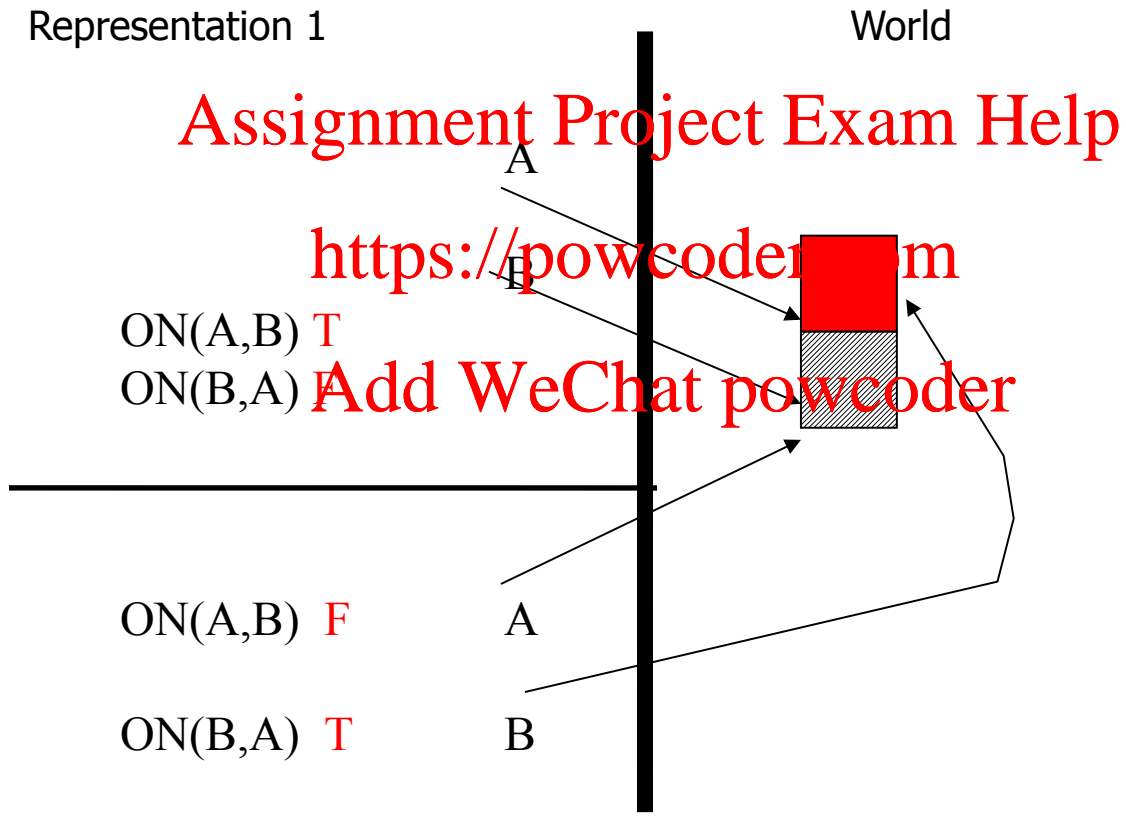 Representation 1 World
Assignment Project Exam Help
A
https://powcoder.com
B
ON(A,B) T
ON(B,A) F
Add WeChat powcoder
ON(A,B) F A
ON(B,A) T B